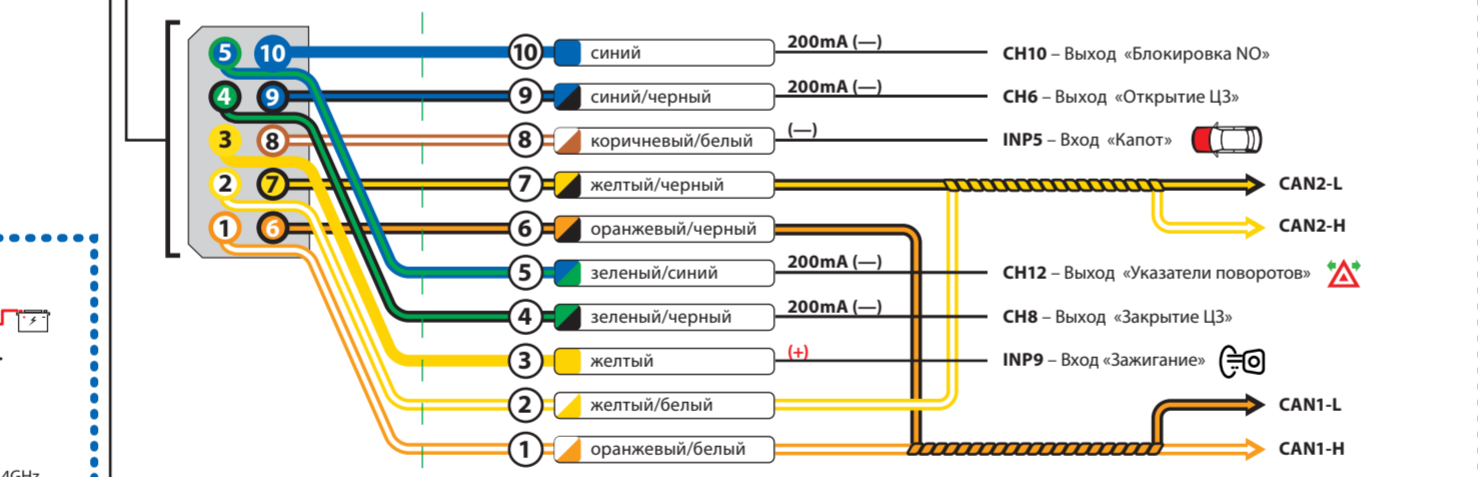 5 10 10 синий 200mA (—) CH10 – Выход «Блокировка NO»
4 9 9 синий/черный 200mA (—) CH6 – Выход «Открытие ЦЗ»
3 8 8 коричневый/белый (—) INP5 – Вход «Капот»
2 7 7 желтый/черный CAN2-L
1 6 6 оранжевый/черный CAN2-H
5 зеленый/синий 200mA (—) CH12 – Выход «Указатели поворотов»
4 зеленый/черный 200mA (—) CH8 – Выход «Закрытие ЦЗ»
3 желтый (+) INP9 – Вход «Зажигание»
2 желтый/белый CAN1-L
1 оранжевый/белый CAN1-H